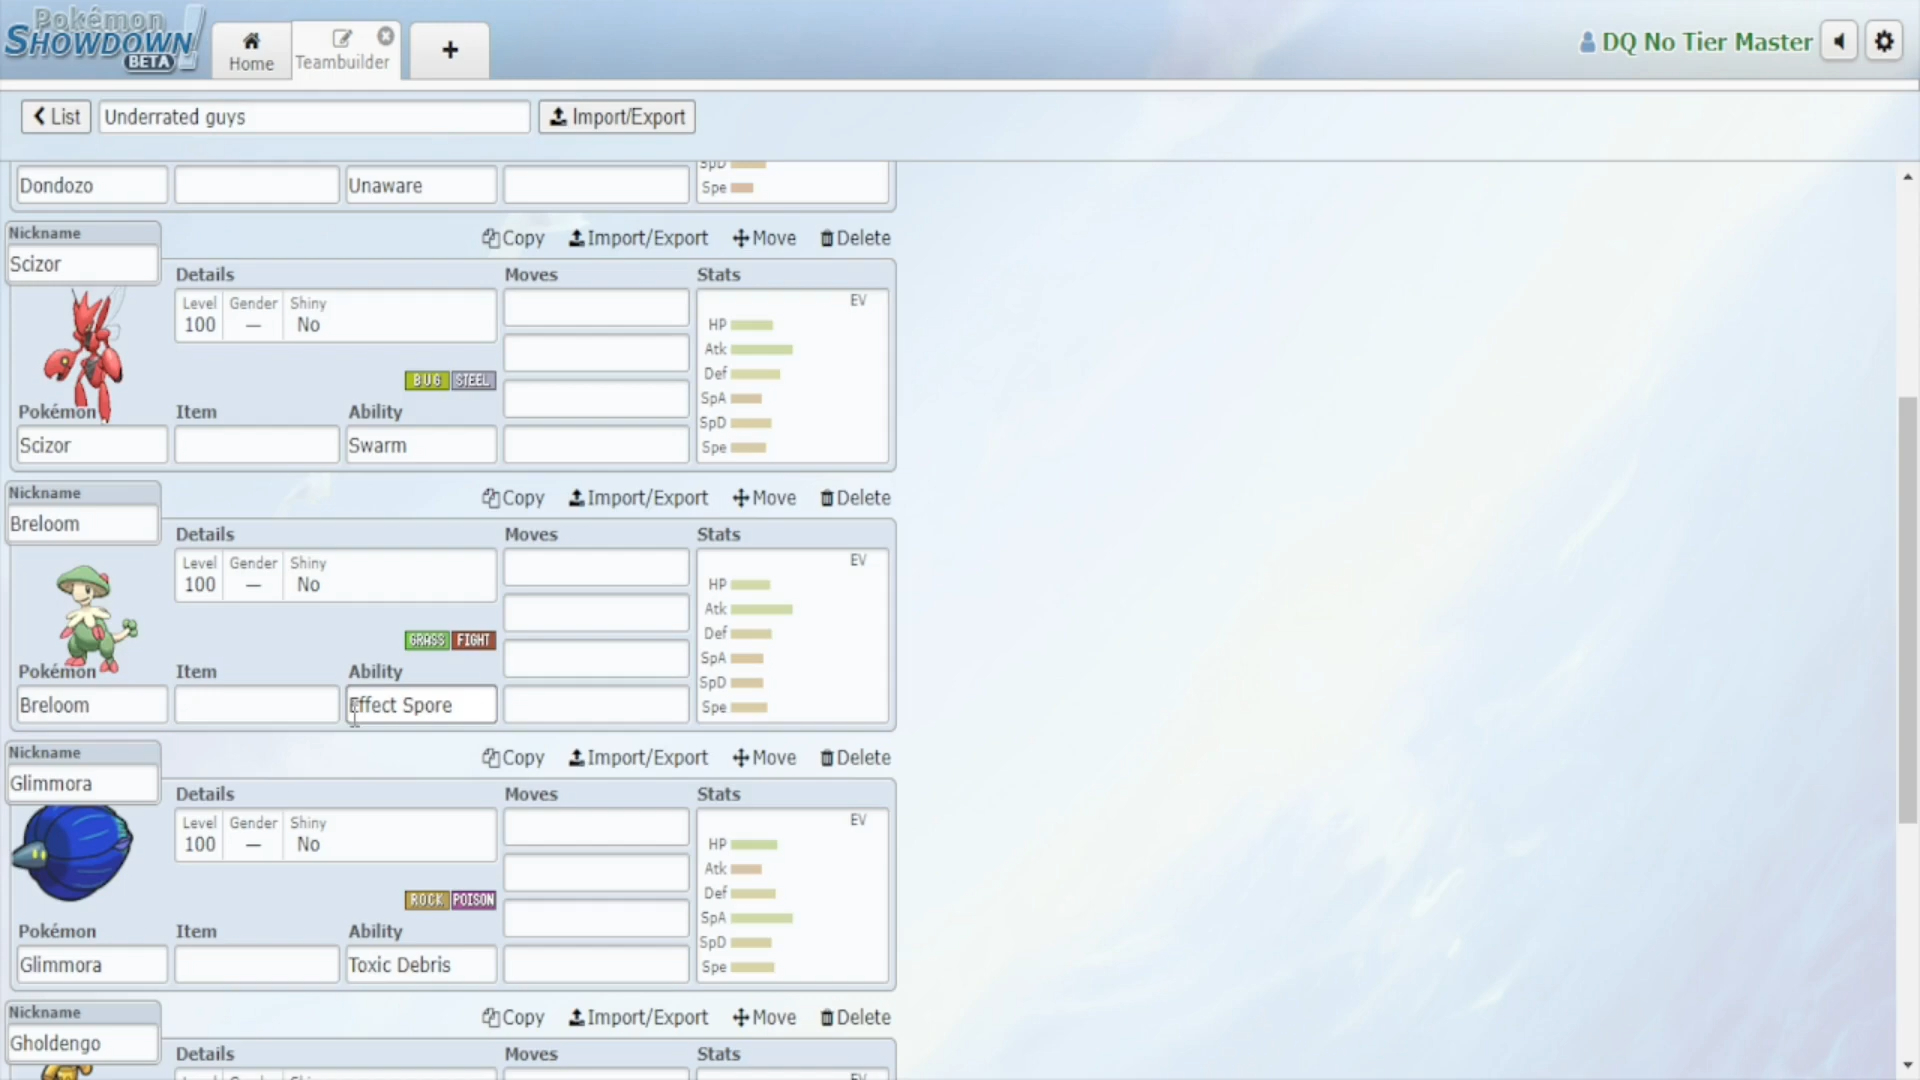 Pokémon
SHOWDOWN!
BETA
Home
Teambuilder
+
DQ No Tier Master
List
Underrated guys
Import/Export
SpD
Dondozo
Unaware
Spe
Nickname
Copy Import/Export Move Delete
Scizor
Details Moves Stats
Level Gender Shiny
100 — No
EV
HP
Atk
Def
BUG STEEL
SpA
Pokémon Item Ability
SpD
Scizor Swarm
Spe
Nickname
Copy Import/Export Move Delete
Breloom
Details Moves Stats
Level Gender Shiny
100 — No
EV
HP
Atk
Def
GRASS FIGHT
SpA
Pokémon Item Ability
SpD
Breloom Effect Spore
Spe
Nickname
Copy Import/Export Move Delete
Glimmora
Details Moves Stats
Level Gender Shiny
100 — No
EV
HP
Atk
Def
ROCK POISON
SpA
Pokémon Item Ability
SpD
Glimmora Toxic Debris
Spe
Nickname
Copy Import/Export Move Delete
Gholdengo
Details Moves Stats
EV